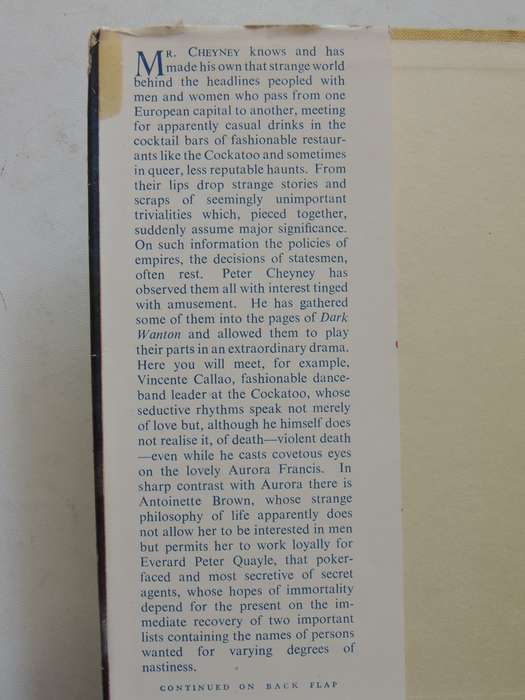 MR. CHEYNEY knows and has
made his own that strange world
behind the headlines peopled with
men and women who pass from one
European capital to another, meeting
for apparently casual drinks in the
cocktail bars of fashionable restaur-
ants like the Cockatoo and sometimes
in queer, less reputable haunts. From
their lips drop strange stories and
scraps of seemingly unimportant
trivialities which, pieced together,
suddenly assume major significance.
On such information the policies of
empires, the decisions of statesmen,
often rest. Peter Cheyney has
observed them all with interest tinged
with amusement. He has gathered
some of them into the pages of Dark
Wanton and allowed them to play
their parts in an extraordinary drama.
Here you will meet, for example,
Vincente Callao, fashionable dance-
band leader at the Cockatoo, whose
seductive rhythms speak not merely
of love but, although he himself does
not realise it, of death—violent death
—even while he casts covetous eyes
on the lovely Aurora Francis. In
sharp contrast with Aurora there is
Antoinette Brown, whose strange
philosophy of life apparently does
not allow her to be interested in men
but permits her to work loyally for
Everard Peter Quayle, that poker-
faced and most secretive of secret
agents, whose hopes of immortality
depend for the present on the im-
mediate recovery of two important
lists containing the names of persons
wanted for varying degrees of
nastiness.
CONTINUED ON BACK FLAP